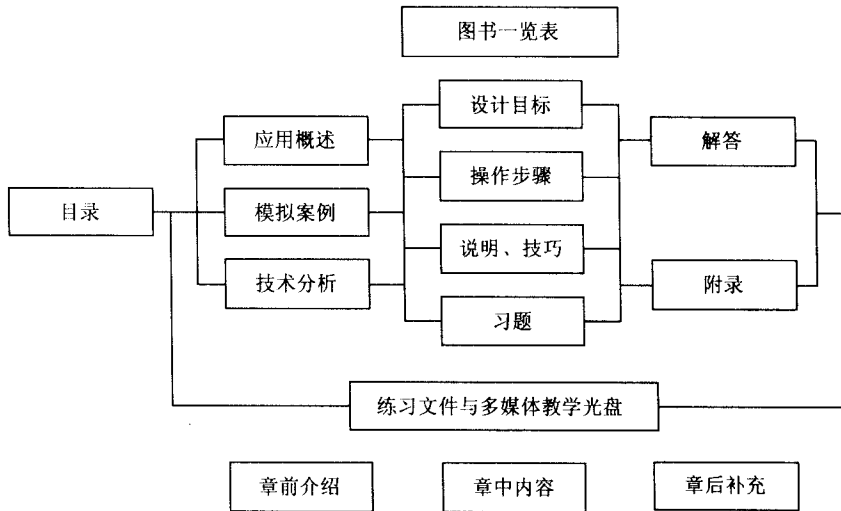 图书一览表
设计目标
应用概述
解答
操作步骤
目录
模拟案例
说明、技巧
技术分析
附录
习题
练习文件与多媒体教学光盘
章前介绍
章中内容
章后补充